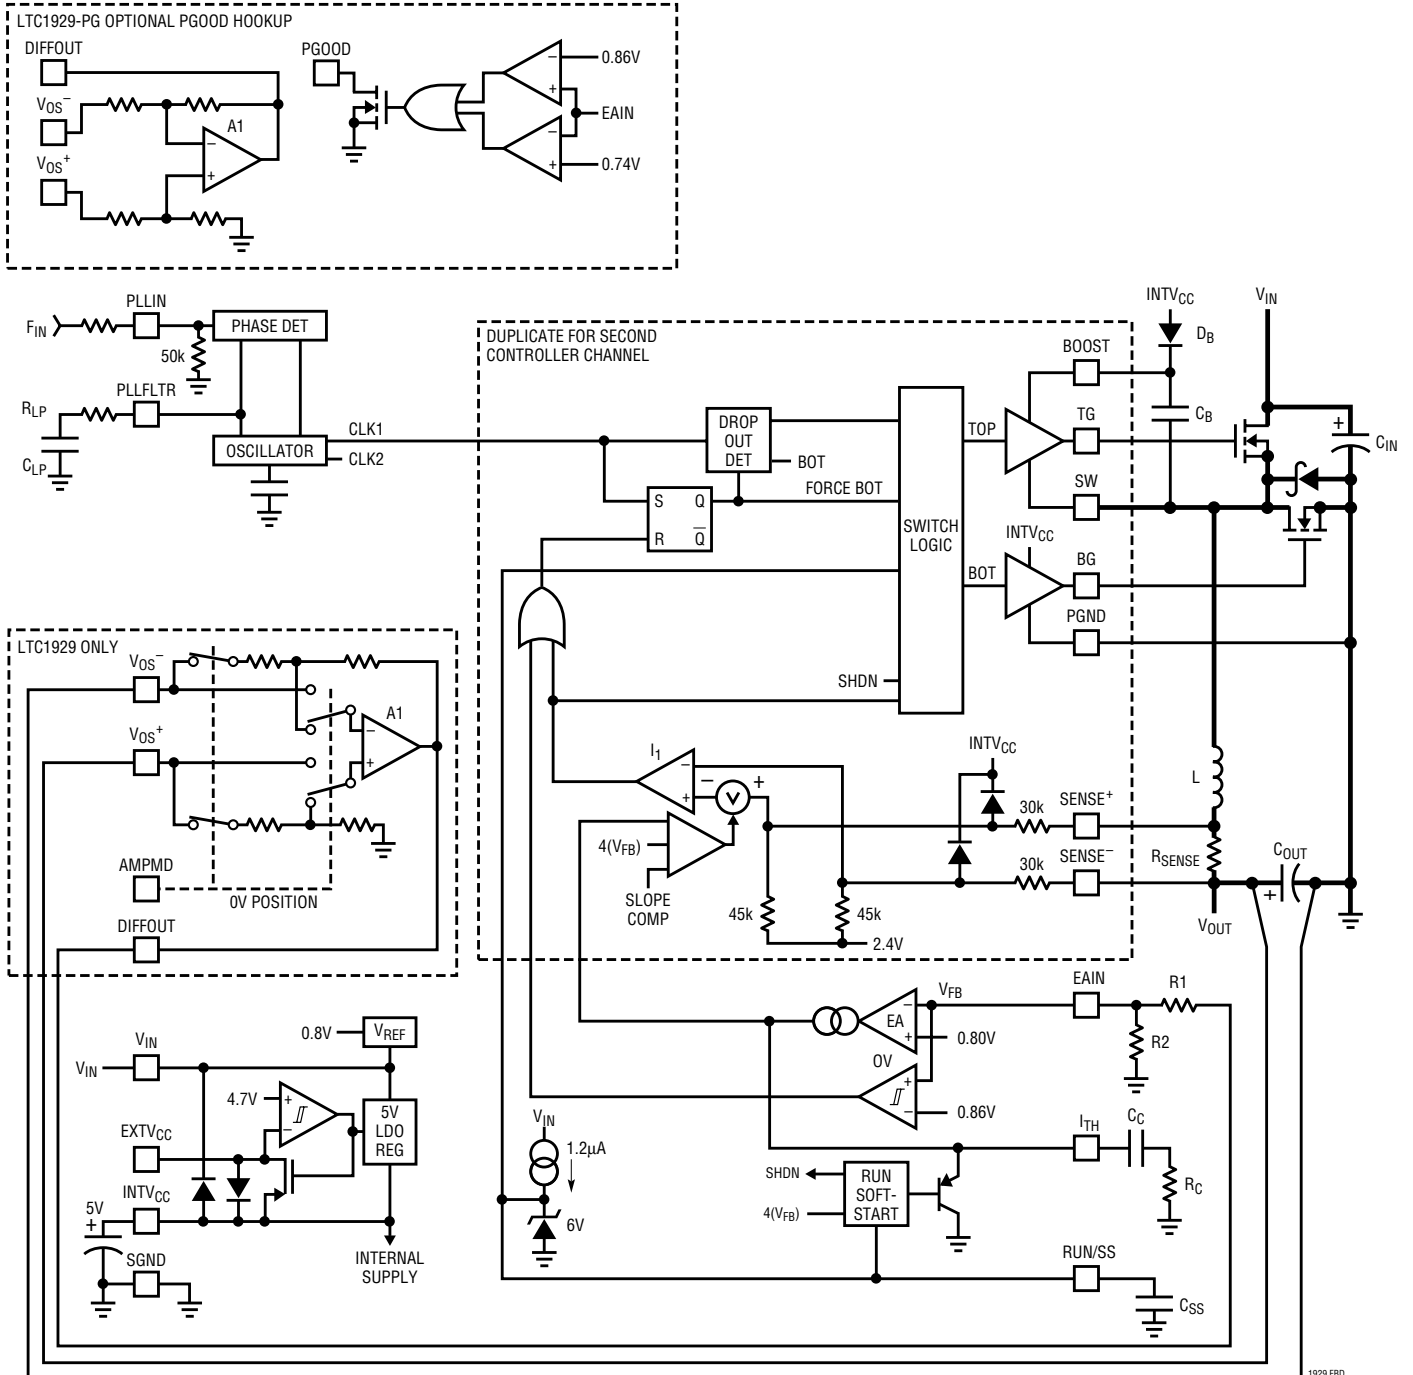 LTC1929-PG OPTIONAL PGOOD HOOKUP
DIFFOUT
PGOOD
VOS−
VOS+
A1
−
+
−
+
−
+
0.86V
EAIN
0.74V
FIN
PLLIN
50k
PHASE DET
RLP
PLLFLTR
CLP
OSCILLATOR
CLK1
CLK2
DUPLICATE FOR SECOND
CONTROLLER CHANNEL
DROP
OUT
DET
BOT
S Q
R Q
FORCE BOT
SWITCH
LOGIC
TOP
BOT
SHDN
INTVCC
INTVCC
VIN
DB
BOOST
CB
TG
SW
BG
PGND
+
CIN
LTC1929 ONLY
VOS−
VOS+
A1
−
+
AMPMD
0V POSITION
DIFFOUT
I1
−
+
− +
4(VFB)
SLOPE
COMP
INTVCC
30k
SENSE+
30k
SENSE−
45k
45k
2.4V
L
RSENSE
COUT
+
VOUT
VFB
EAIN
R1
R2
EA
−
+
0.80V
OV
+
−
0.86V
VIN
VIN
0.8V
VREF
4.7V
+
−
5V
LDO
REG
EXTVCC
INTVCC
5V
+
SGND
INTERNAL
SUPPLY
VIN
1.2µA
6V
SHDN
4(VFB)
RUN
SOFT-
START
ITH
CC
RC
RUN/SS
CSS
1929 FBD